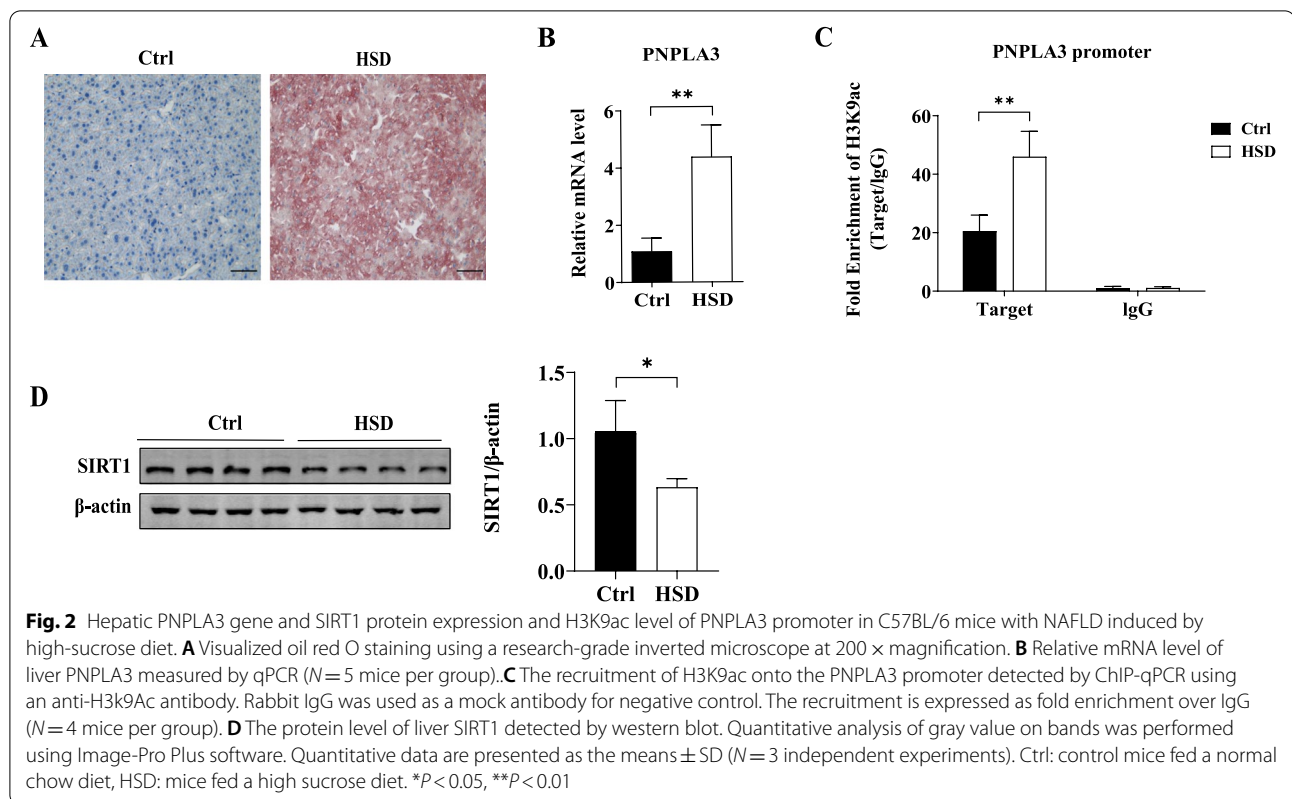 A
Ctrl
HSD
B
PNPLA3
**
Relative mRNA level
6
4
2
0
Ctrl HSD
C
PNPLA3 promoter
**
Fold Enrichment of H3K9ac
(Target/IgG)
60
40
20
0
Target IgG
Ctrl
HSD
D
Ctrl HSD
SIRT1
β-actin
*
SIRT1/β-actin
1.5
1.0
0.5
0.0
Ctrl HSD
Fig. 2 Hepatic PNPLA3 gene and SIRT1 protein expression and H3K9ac level of PNPLA3 promoter in C57BL/6 mice with NAFLD induced by
high-sucrose diet. A Visualized oil red O staining using a research-grade inverted microscope at 200 × magnification. B Relative mRNA level of
liver PNPLA3 measured by qPCR (N = 5 mice per group)..C The recruitment of H3K9ac onto the PNPLA3 promoter detected by ChIP-qPCR using
an anti-H3k9Ac antibody. Rabbit IgG was used as a mock antibody for negative control. The recruitment is expressed as fold enrichment over IgG
(N = 4 mice per group). D The protein level of liver SIRT1 detected by western blot. Quantitative analysis of gray value on bands was performed
using Image-Pro Plus software. Quantitative data are presented as the means ± SD (N = 3 independent experiments). Ctrl: control mice fed a normal
chow diet, HSD: mice fed a high sucrose diet. *P < 0.05, **P < 0.01